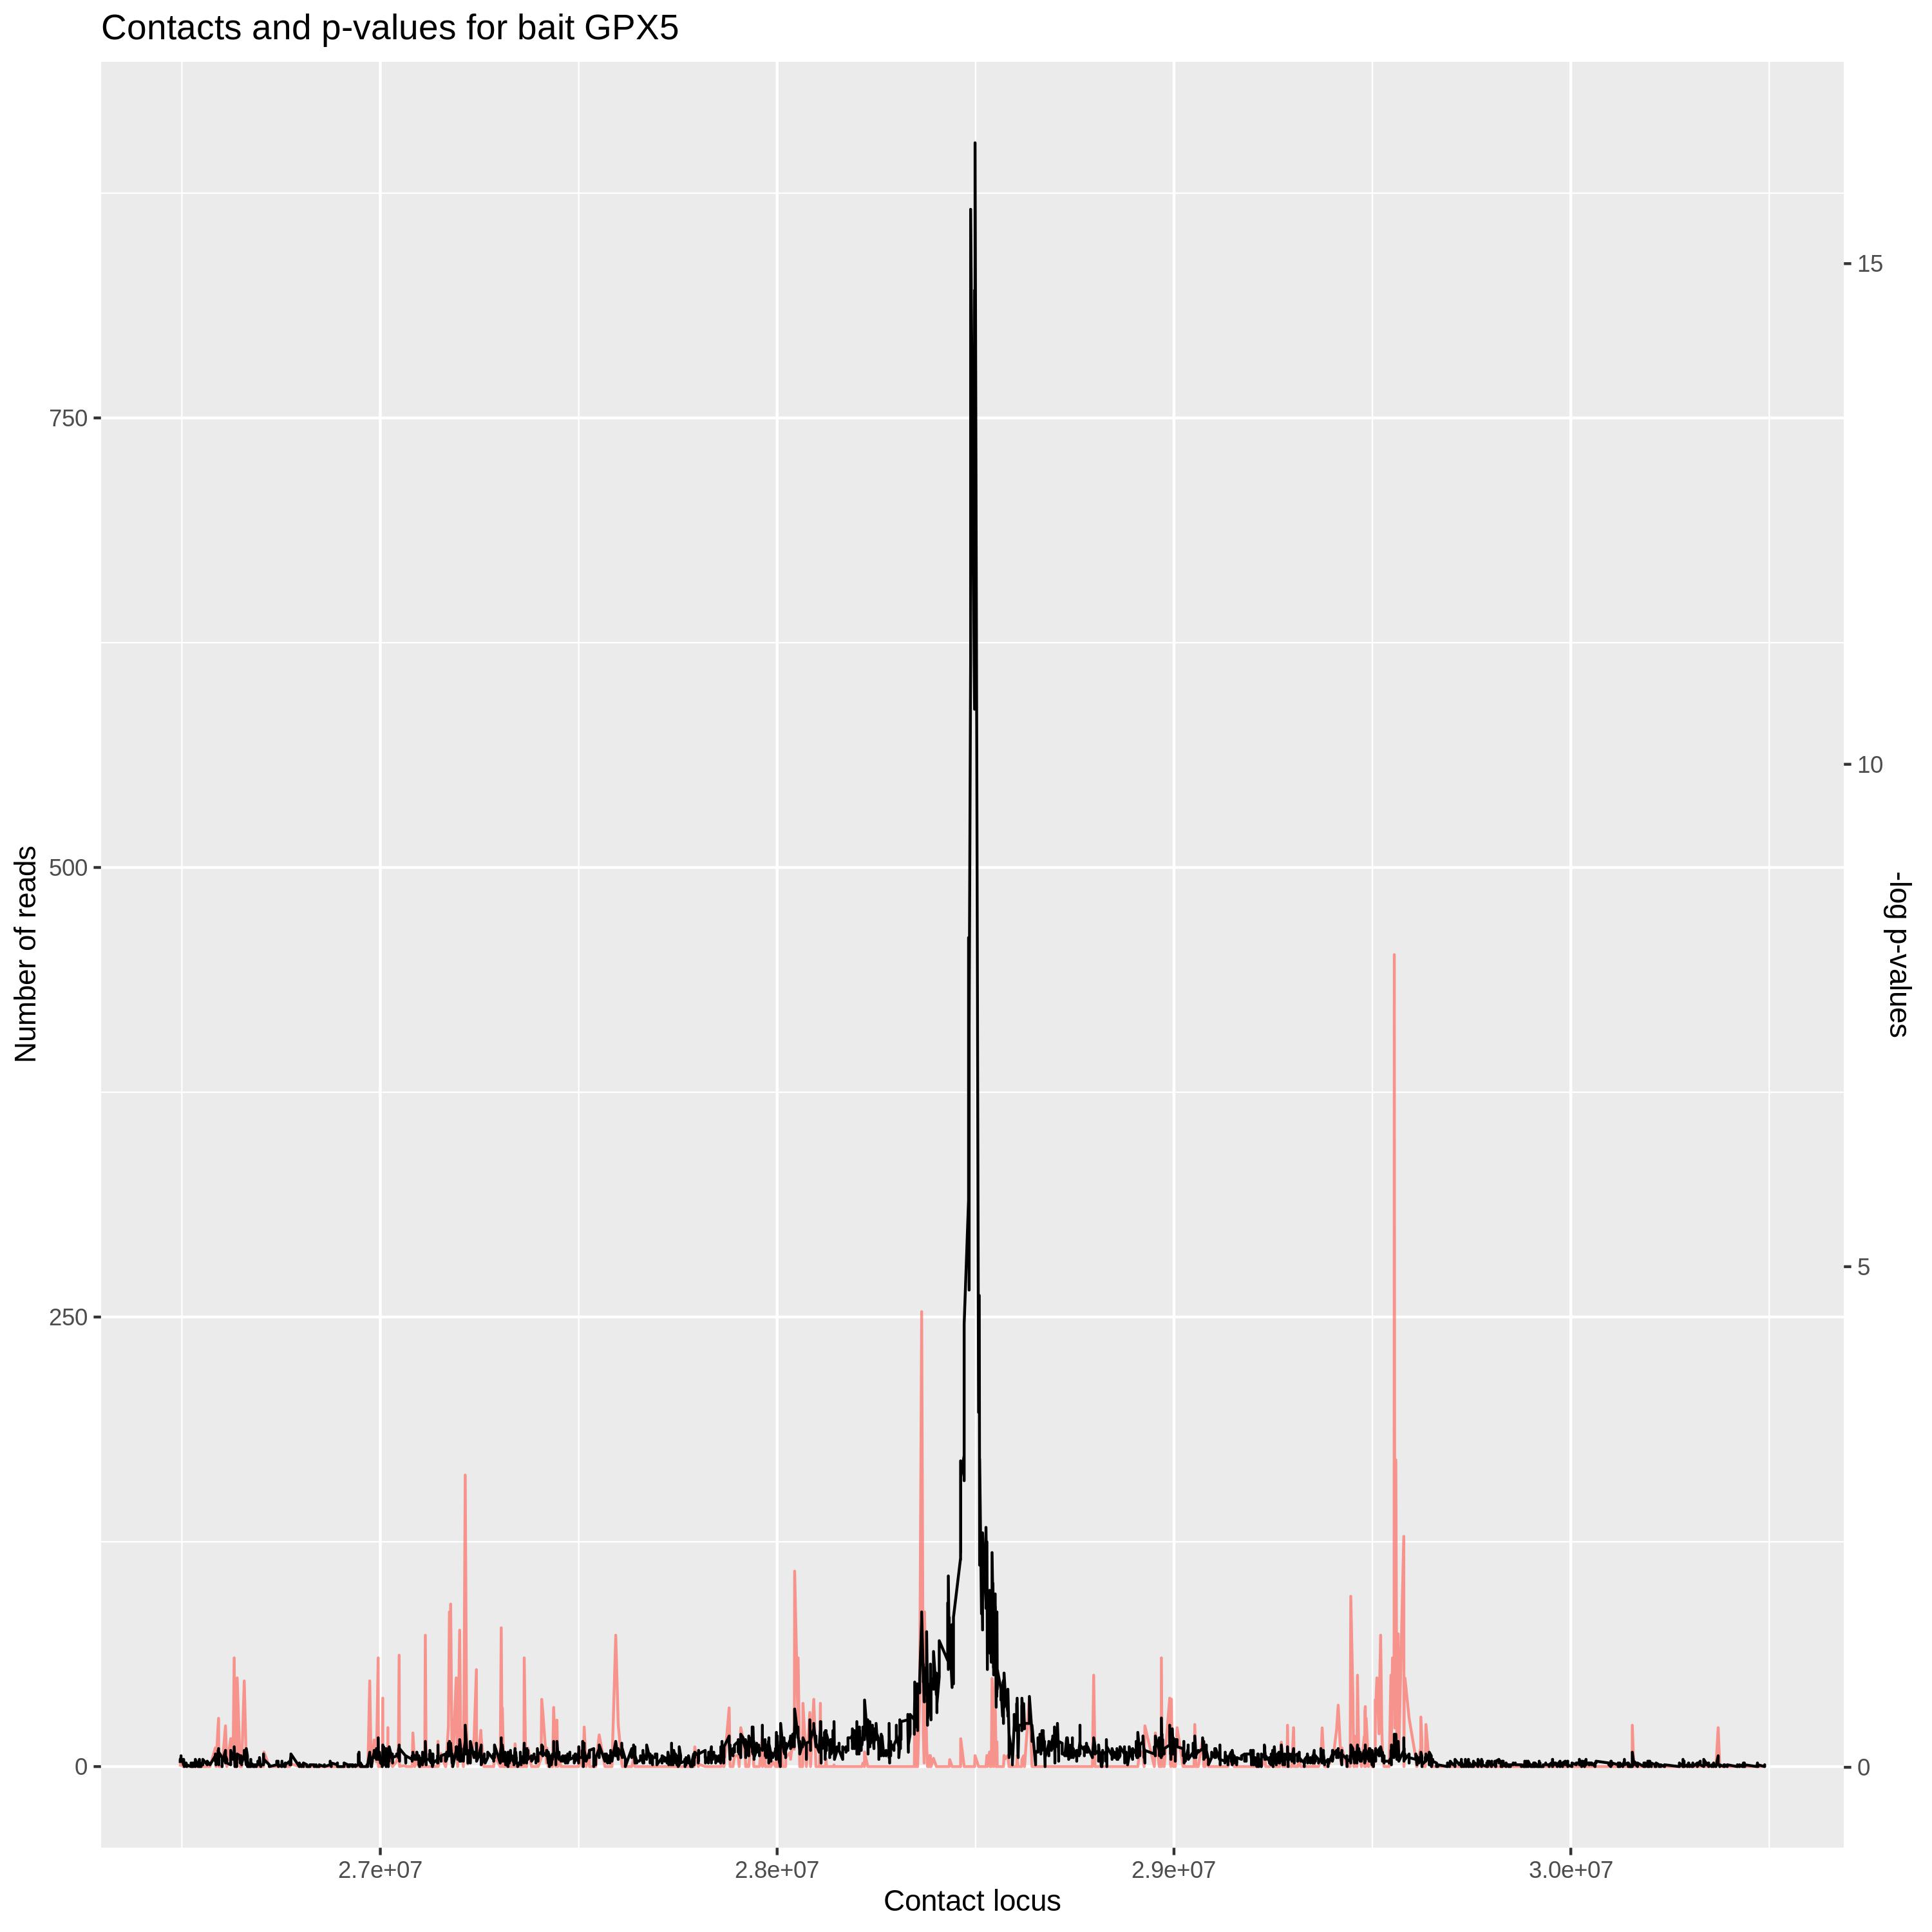 Contacts and p-values for bait GPX5
Number of reads
750
500
250
0
-log p-values
15
10
5
0
2.7e+07
2.8e+07
2.9e+07
3.0e+07
Contact locus